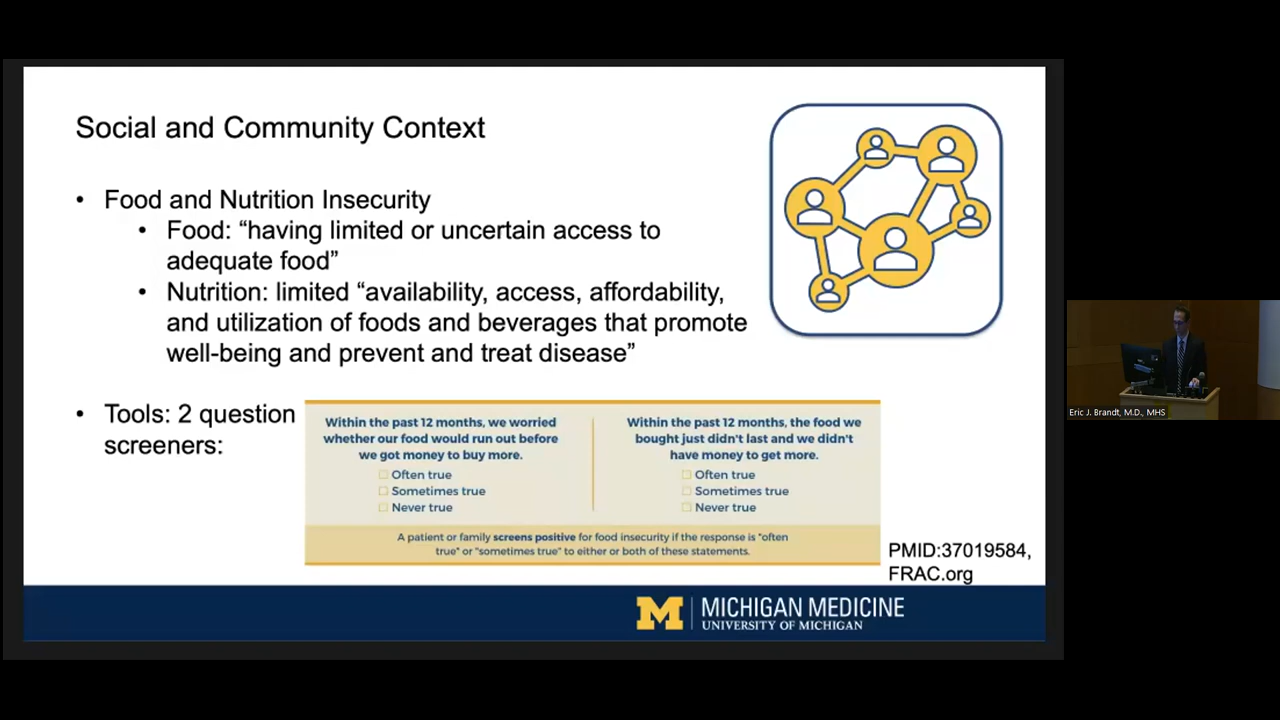 Social and Community Context
• Food and Nutrition Insecurity
• Food: “having limited or uncertain access to
adequate food”
• Nutrition: limited “availability, access, affordability,
and utilization of foods and beverages that promote
well-being and prevent and treat disease”
• Tools: 2 question
screeners:
Within the past 12 months, we worried
whether our food would run out before
we got money to buy more.
Often true
Sometimes true
Never true
Within the past 12 months, the food we
bought just didn't last and we didn't
have money to get more.
Often true
Sometimes true
Never true
A patient or family screens positive for food insecurity if the response is "often
true" or "sometimes true" to either or both of these statements.
PMID:37019584,
FRAC.org
M MICHIGAN MEDICINE
UNIVERSITY OF MICHIGAN
Eric J. Brandt, M.D., MHS